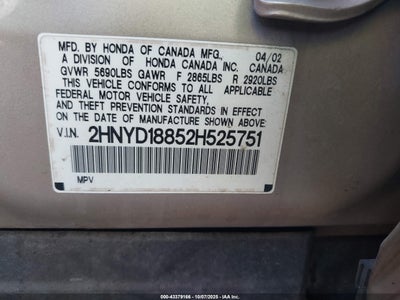 MFD. BY HONDA OF CANADA MFG., 04/02
A DIVISION OF HONDA CANADA INC. CANADA
GVWR 5690LBS GAWR F 2865LBS R 2920LBS
THIS VEHICLE CONFORMS TO ALL APPLICABLE
FEDERAL MOTOR VEHICLE SAFETY
AND THEFT PREVENTION STANDARDS IN EFFECT
ON THE DATE OF MANUFACTURE SHOWN ABOVE.
V.I.N. 2HNYD18852H525751
MPV
000-43379166 - 10/07/2025 - USA